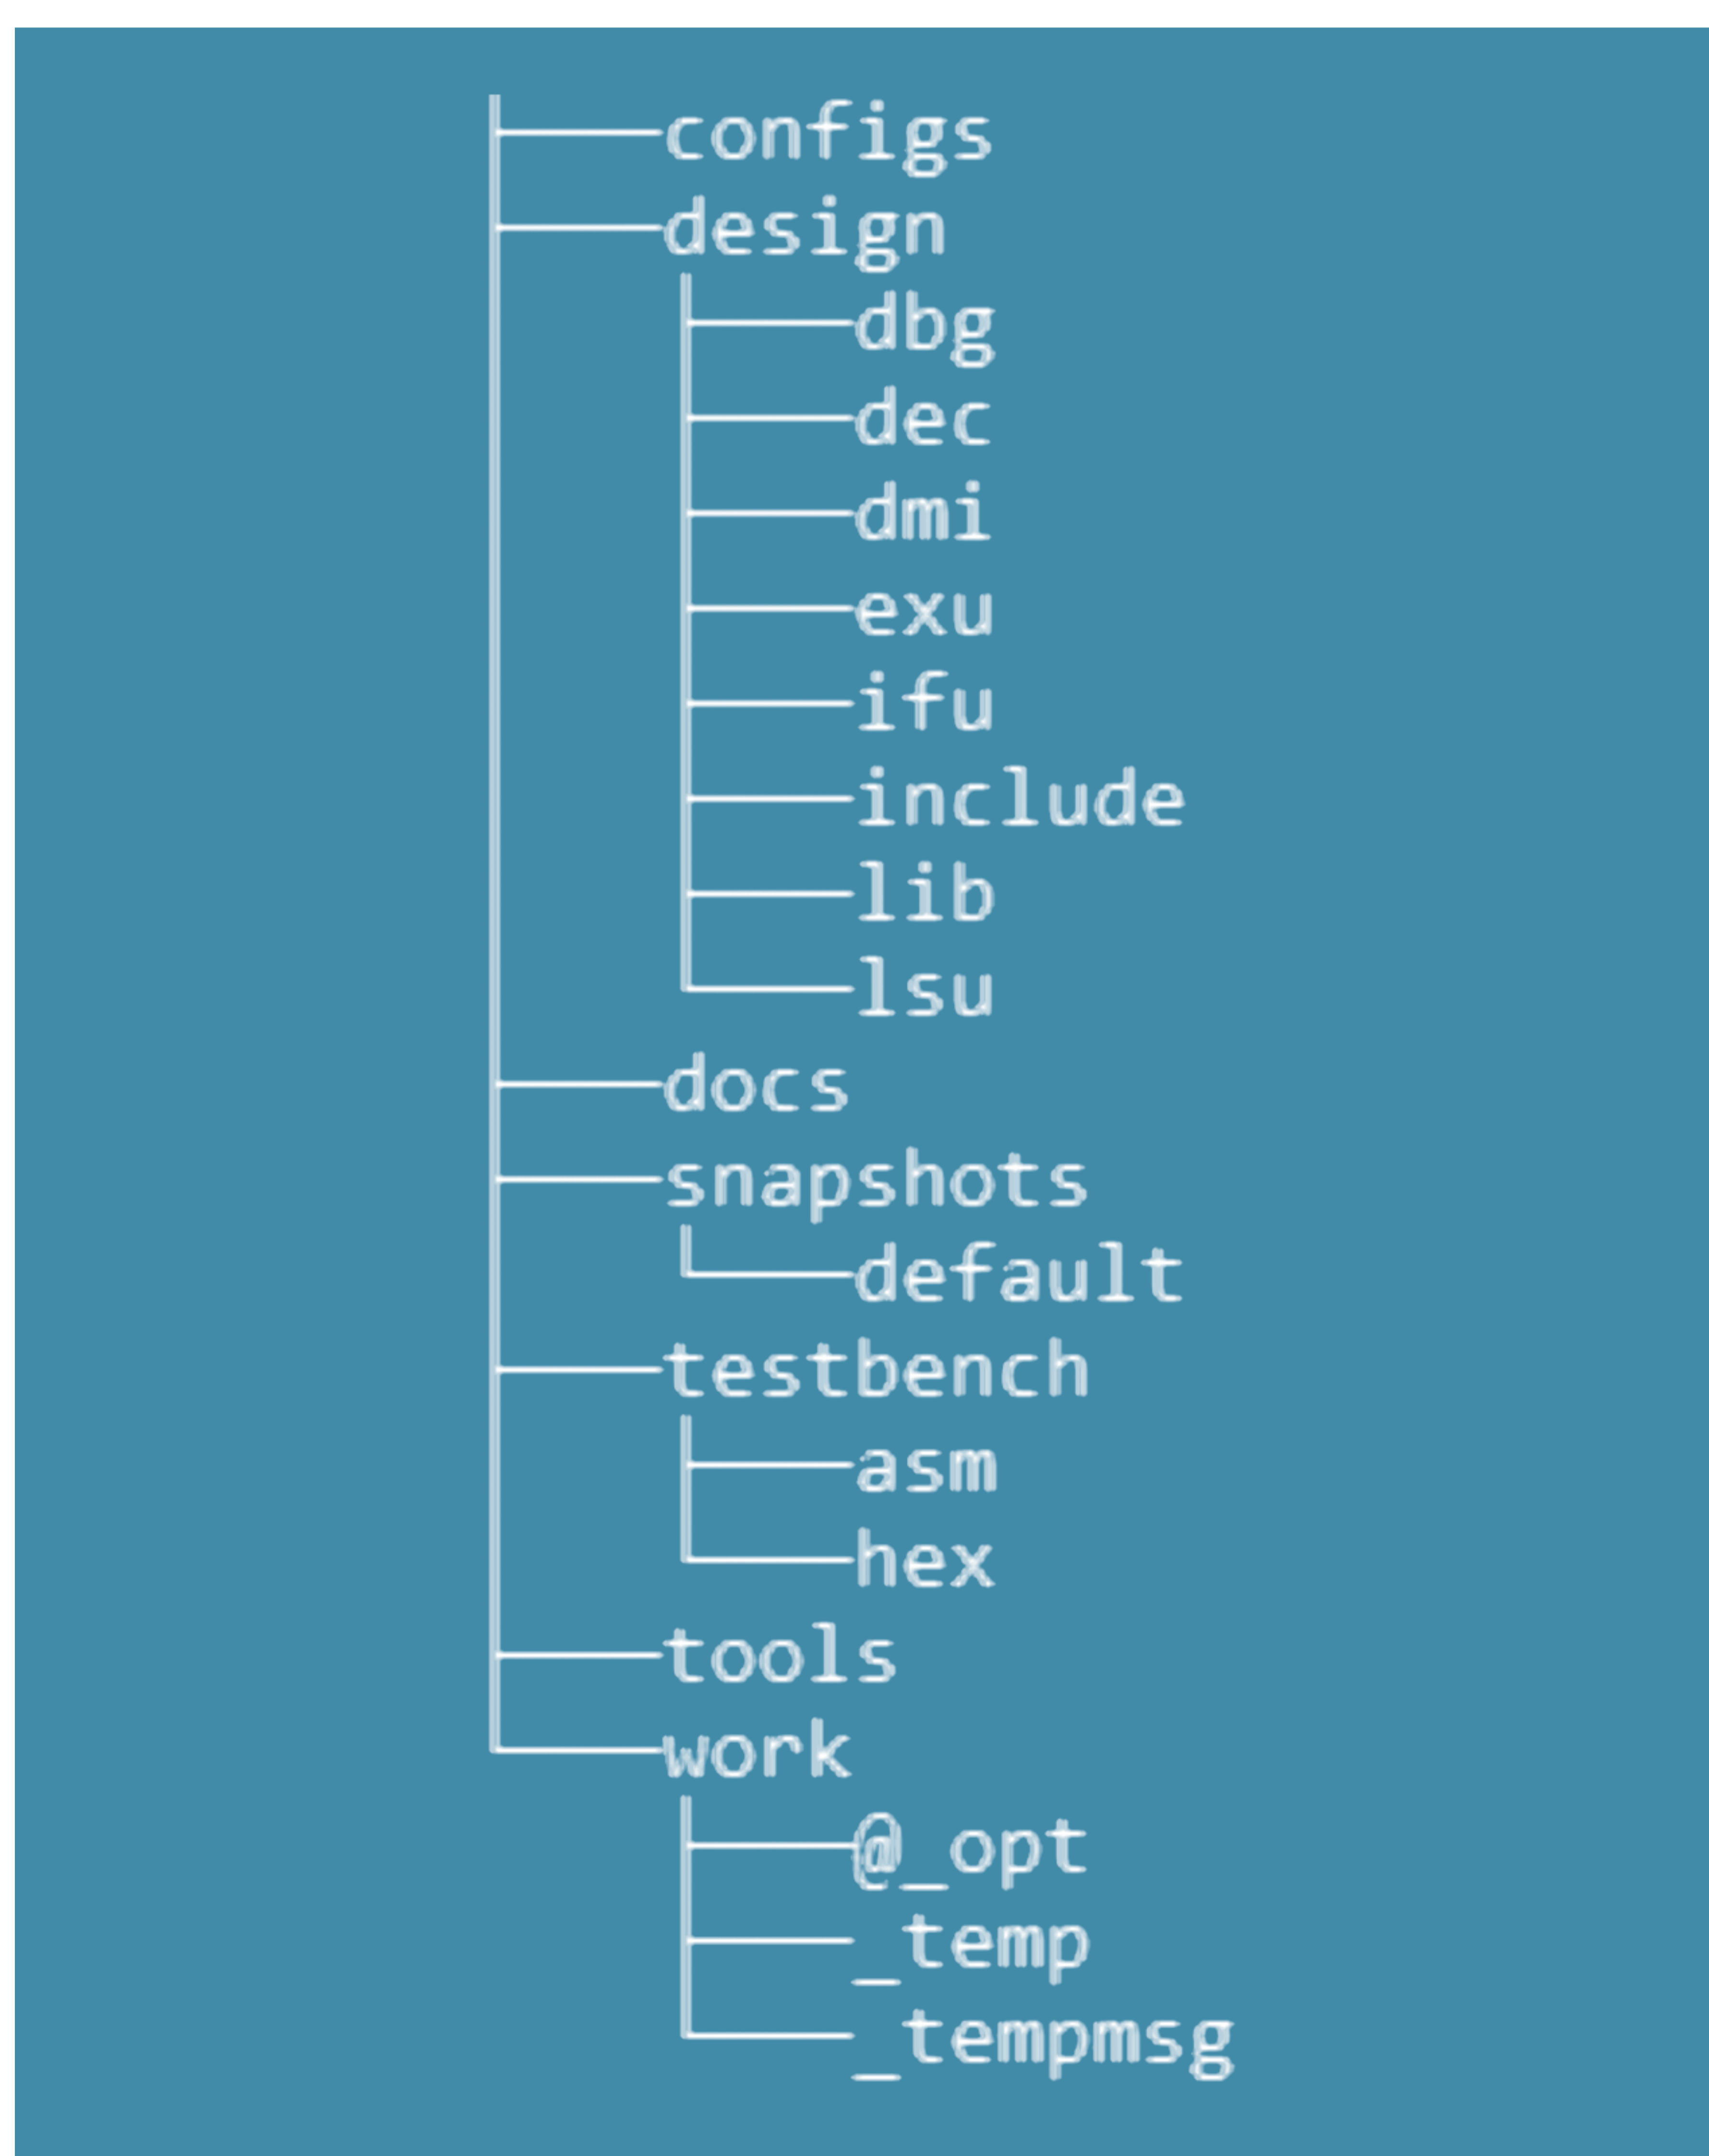 configs
design
dbg
dec
dmi
exu
ifu
include
lib
lsu
docs
snapshots
default
testbench
asm
hex
tools
work
@_opt
_temp
_tempmsg